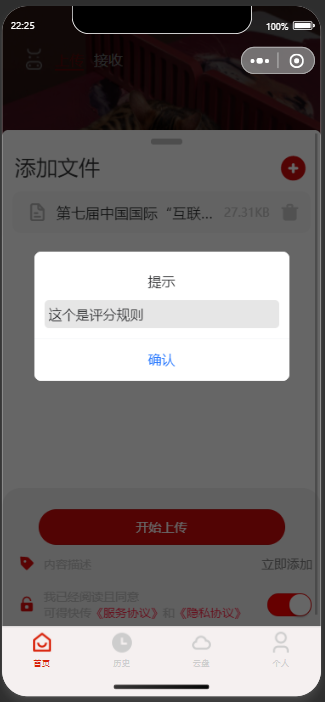 22:25
100%
接收
添加文件
第七届中国国际“互联... 27.31KB
提示
这个是评分规则
确认
开始上传
内容描述 立即添加
我已经阅读且同意
可得快传《服务协议》和《隐私协议》
首页 历史 云盘 个人